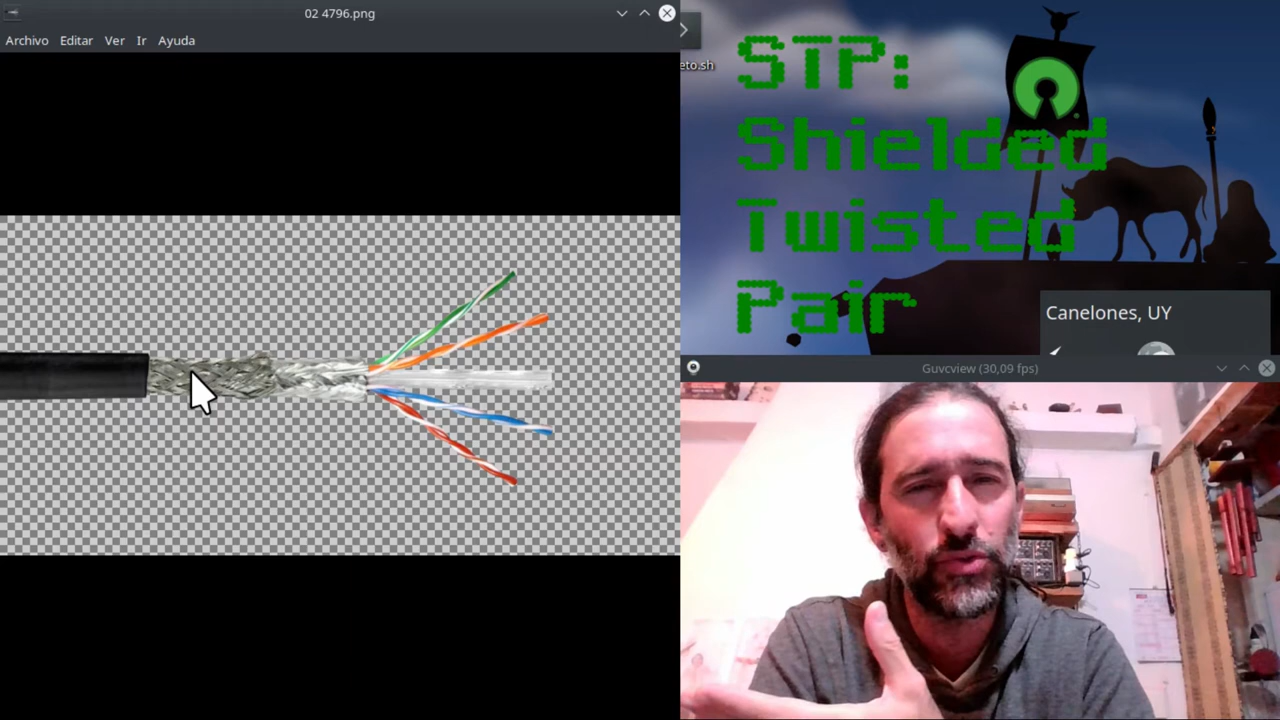 02 4796.png
Archivo Editar Ver Ir Ayuda
eto.sh
STP:
Shielded
Twisted
Pair
Canelones, UY
Guvcview (30,09 fps)